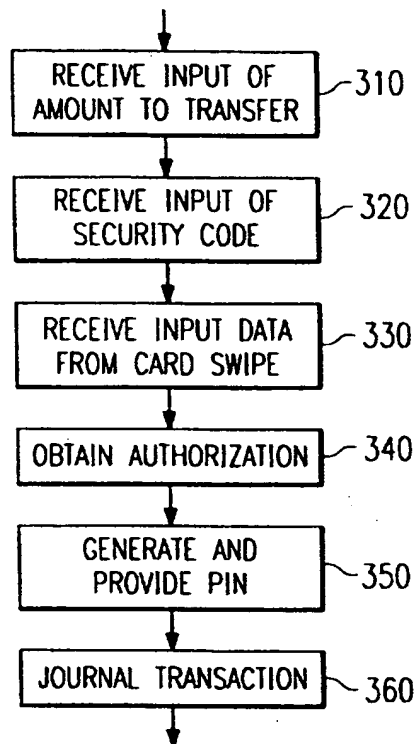 RECEIVE INPUT OF
AMOUNT TO TRANSFER
310
RECEIVE INPUT OF
SECURITY CODE
320
RECEIVE INPUT DATA
FROM CARD SWIPE
330
OBTAIN AUTHORIZATION
340
GENERATE AND
PROVIDE PIN
350
JOURNAL TRANSACTION
360